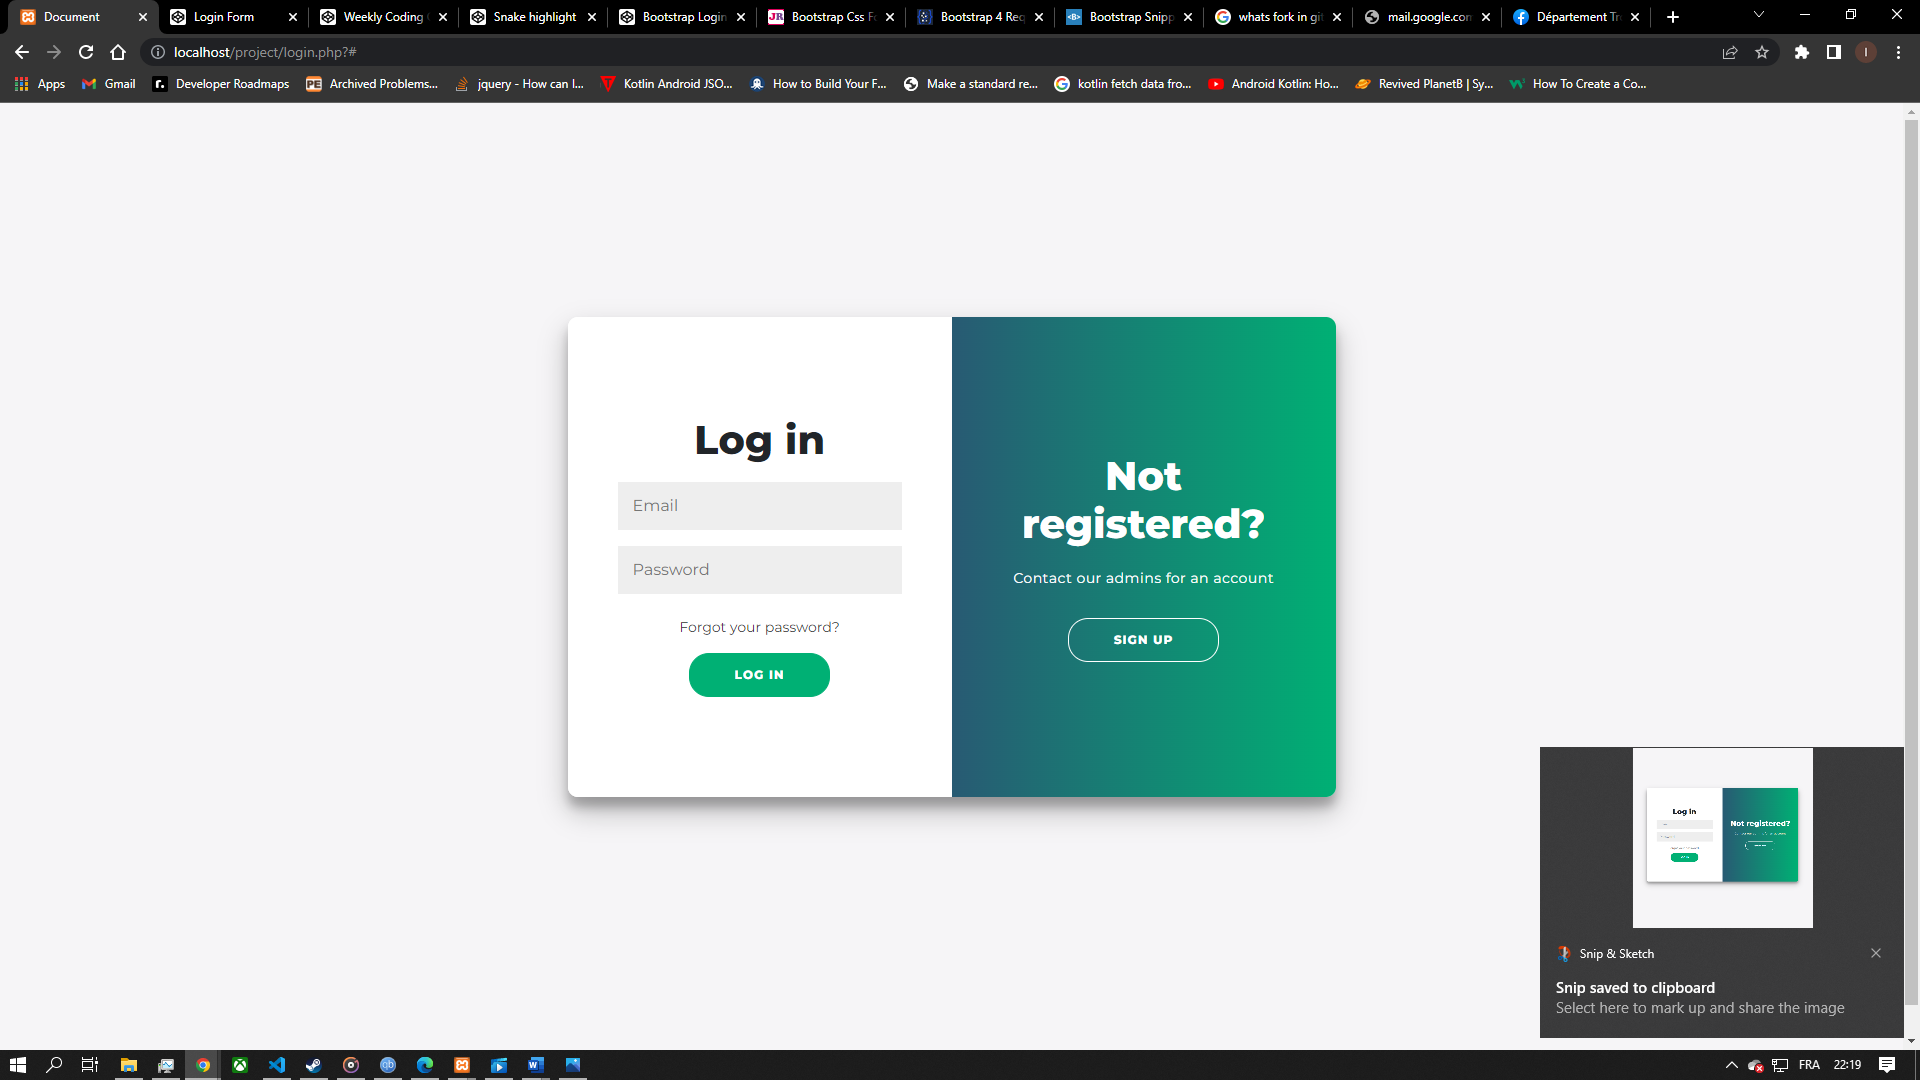 Document
Login Form
Weekly Coding
Snake highlight
Bootstrap Login
Bootstrap Css Fo
Bootstrap 4 Req
Bootstrap Snipp
whats fork in git
mail.google.com
Département Tr
localhost/project/login.php?#
I
Apps
Gmail
Developer Roadmaps
Archived Problems...
jquery - How can I...
Kotlin Android JSO...
How to Build Your F...
Make a standard re...
kotlin fetch data fro...
Android Kotlin: Ho...
Revived PlanetB | Sy...
How To Create a Co...
Log in
Email
Password
Forgot your password?
LOG IN
Not
registered?
Contact our admins for an account
SIGN UP
Log in
Not registered?
Snip & Sketch
Snip saved to clipboard
Select here to mark up and share the image
FRA
22:19